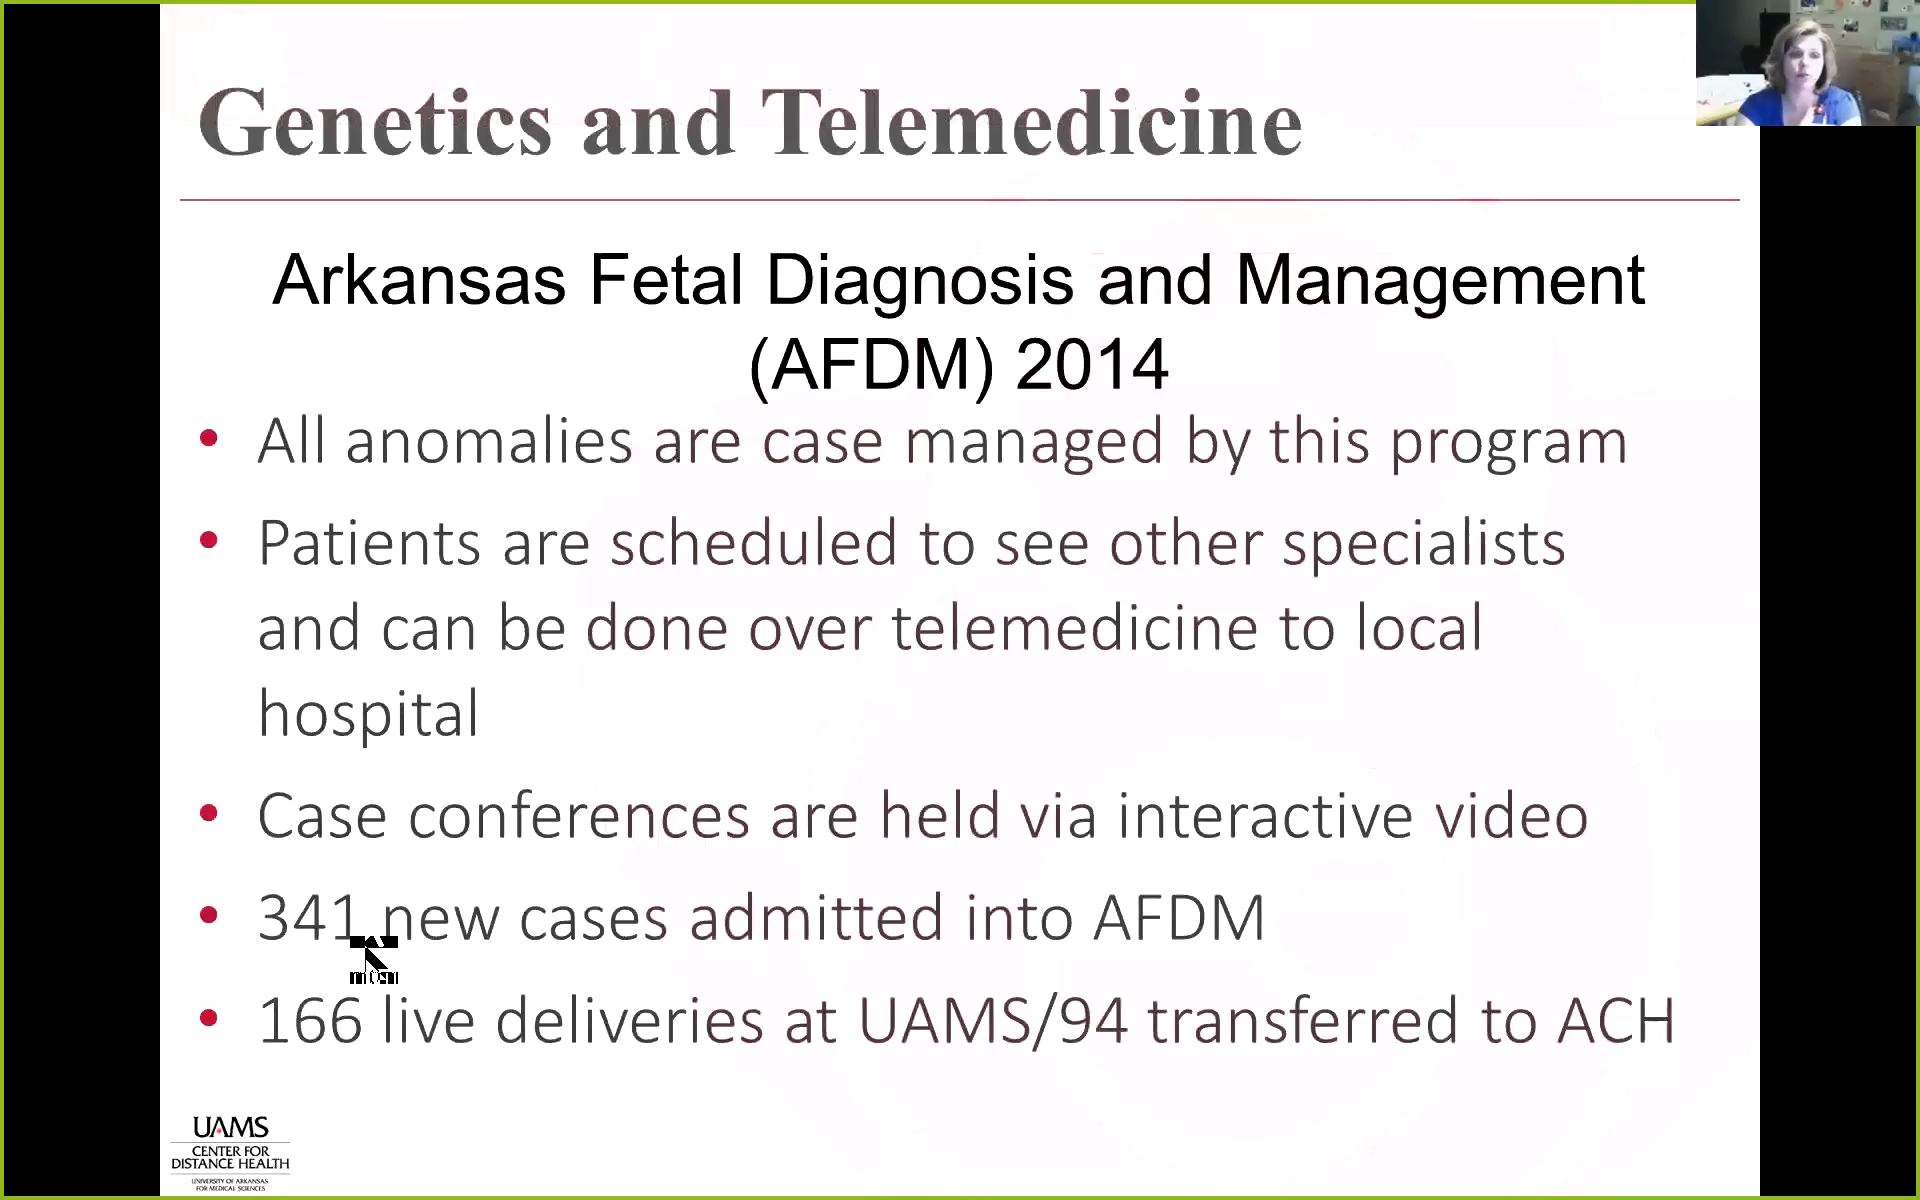 Genetics and Telemedicine
Arkansas Fetal Diagnosis and Management
(AFDM) 2014
• All anomalies are case managed by this program
• Patients are scheduled to see other specialists
and can be done over telemedicine to local
hospital
• Case conferences are held via interactive video
• 341 new cases admitted into AFDM
• 166 live deliveries at UAMS/94 transferred to ACH
UAMS
CENTER FOR
DISTANCE HEALTH
UNIVERSITY OF ARKANSAS
FOR MEDICAL SCIENCES